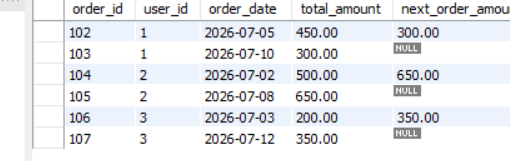 order_id user_id order_date total_amount next_order_amou
102 1 2026-07-05 450.00 300.00
103 1 2026-07-10 300.00 NULL
104 2 2026-07-02 500.00 650.00
105 2 2026-07-08 650.00 NULL
106 3 2026-07-03 200.00 350.00
107 3 2026-07-12 350.00 NULL